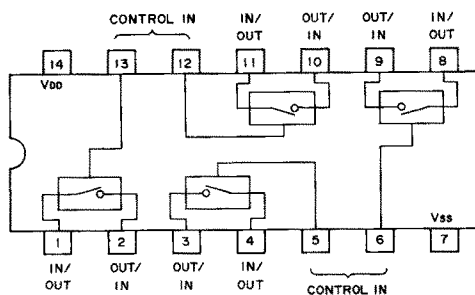 CONTROL IN
IN/ OUT/ OUT/ IN/
OUT IN IN OUT
14 13 12 11 10 9 8
VDD
VSS
1 2 3 4 5 6 7
IN/ OUT/ OUT/ IN/
OUT IN IN OUT
CONTROL IN